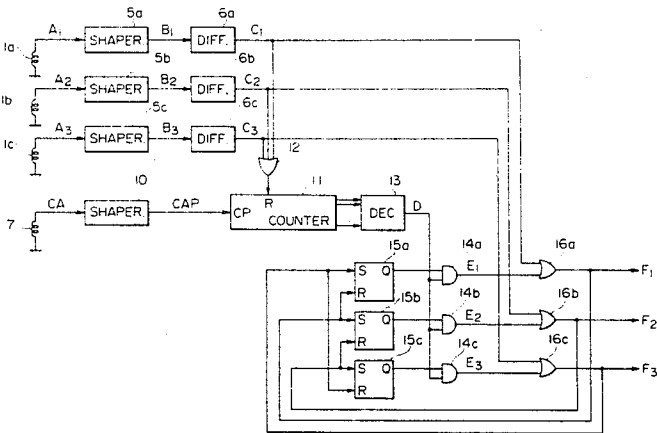 5a 6a
A1 SHAPER B1 DIFF. C1
1a 5b 6b
A2 SHAPER B2 DIFF. C2
1b 5c 6c
A3 SHAPER B3 DIFF. C3
1c 12
10 11 13
R
CA SHAPER CAP CP COUNTER DEC D
7
15a 14a 16a
S Q E1 F1
R 15b 14b 16b
S Q E2 F2
R 15c 14c 16c
S Q E3 F3
R